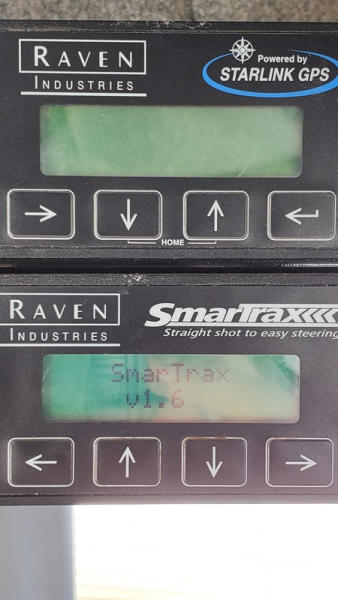 RAVEN
INDUSTRIES
Powered by
STARLINK GPS
HOME
RAVEN
INDUSTRIES
SmarTrax
Straight shot to easy steering
SmarTrax
v1.6